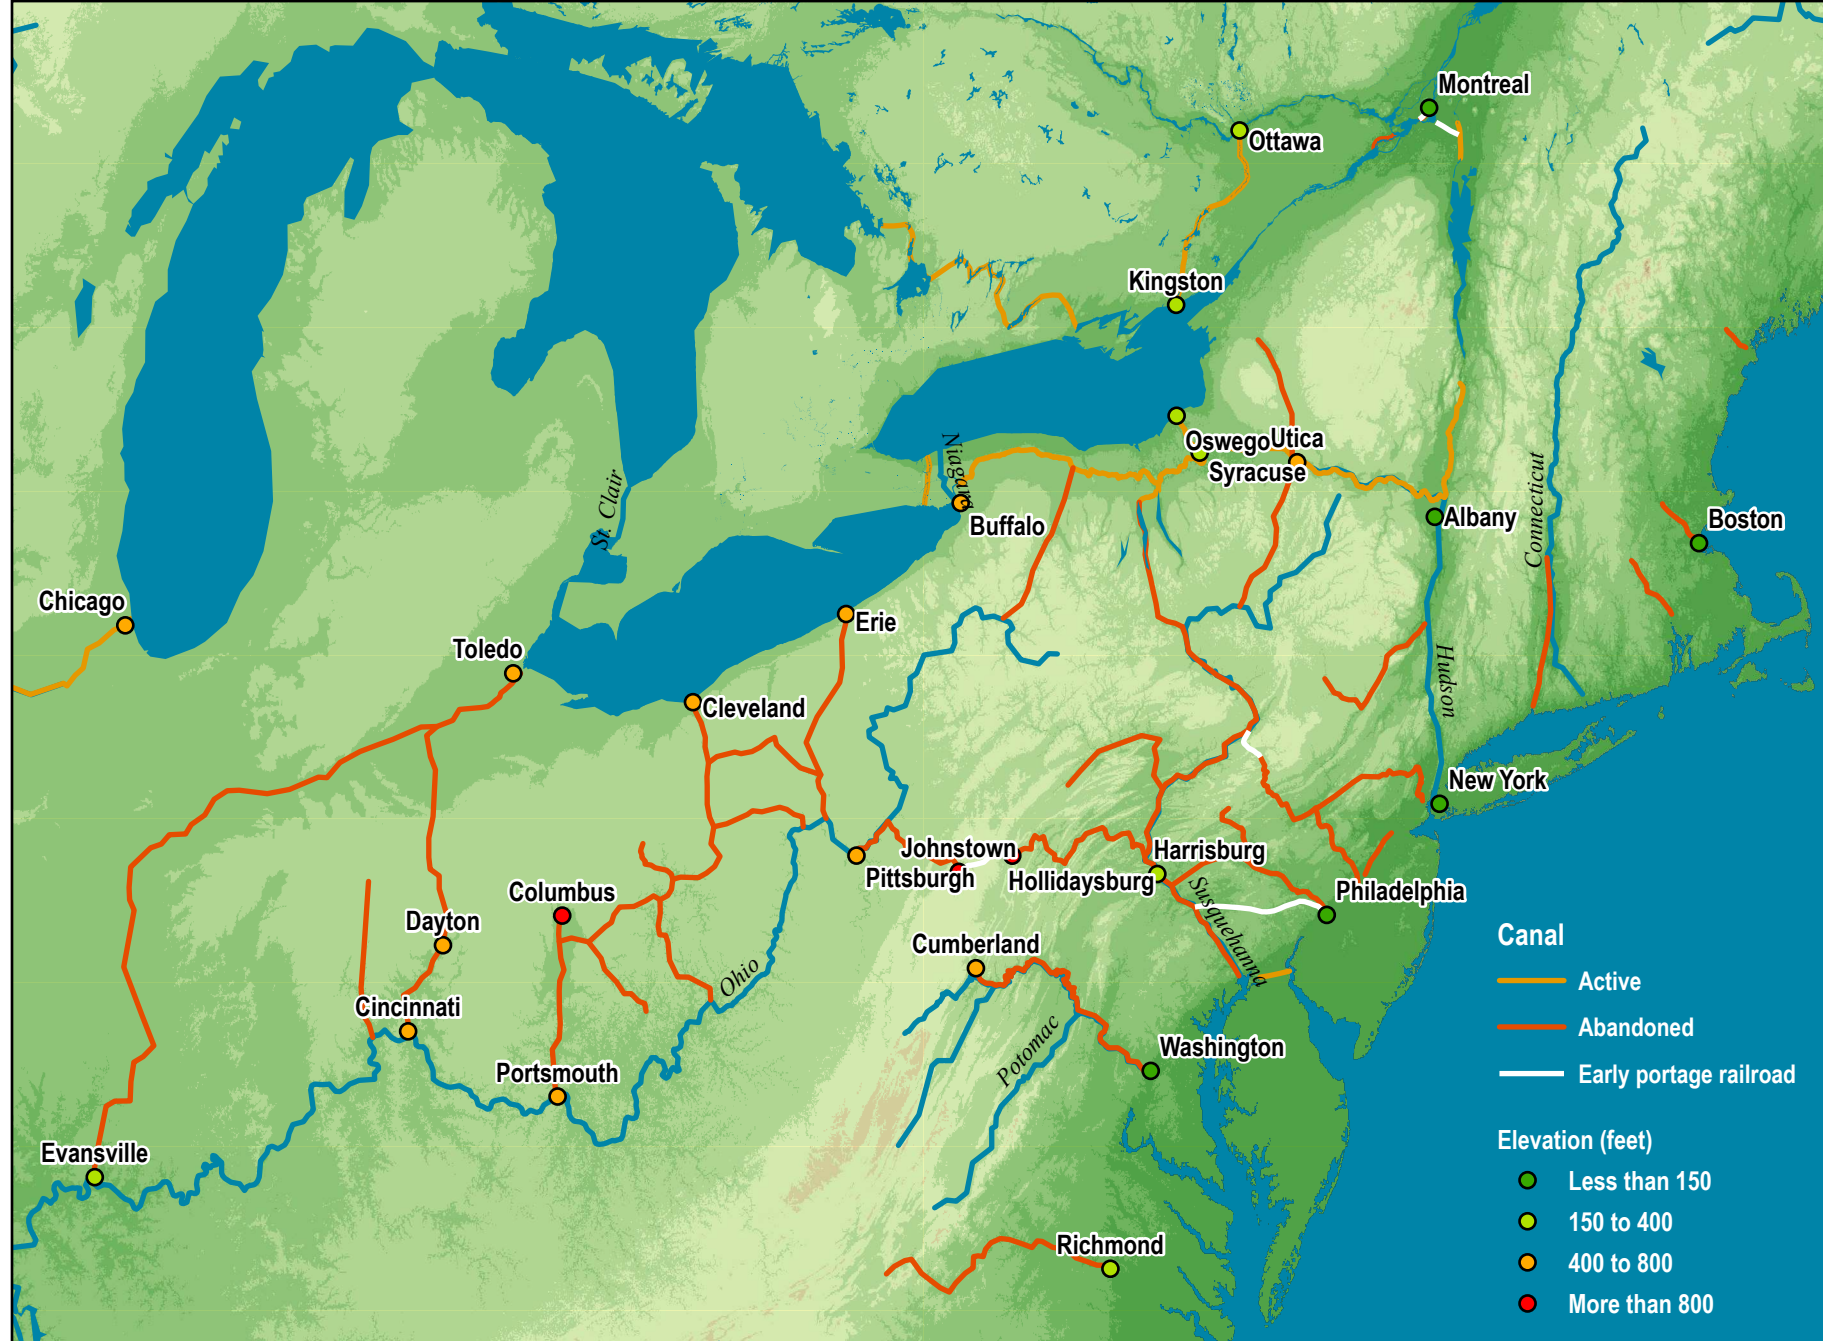 Montreal
Ottawa
Kingston
Oswego
Utica
Syracuse
Niagara
Buffalo
Albany
Connecticut
Boston
St. Clair
Chicago
Erie
Toledo
Cleveland
Hudson
New York
Johnstown
Harrisburg
Pittsburgh
Hollidaysburg
Philadelphia
Columbus
Susquehanna
Dayton
Cumberland
Ohio
Cincinnati
Potomac
Washington
Portsmouth
Evansville
Richmond
Canal
Active
Abandoned
Early portage railroad
Elevation (feet)
Less than 150
150 to 400
400 to 800
More than 800